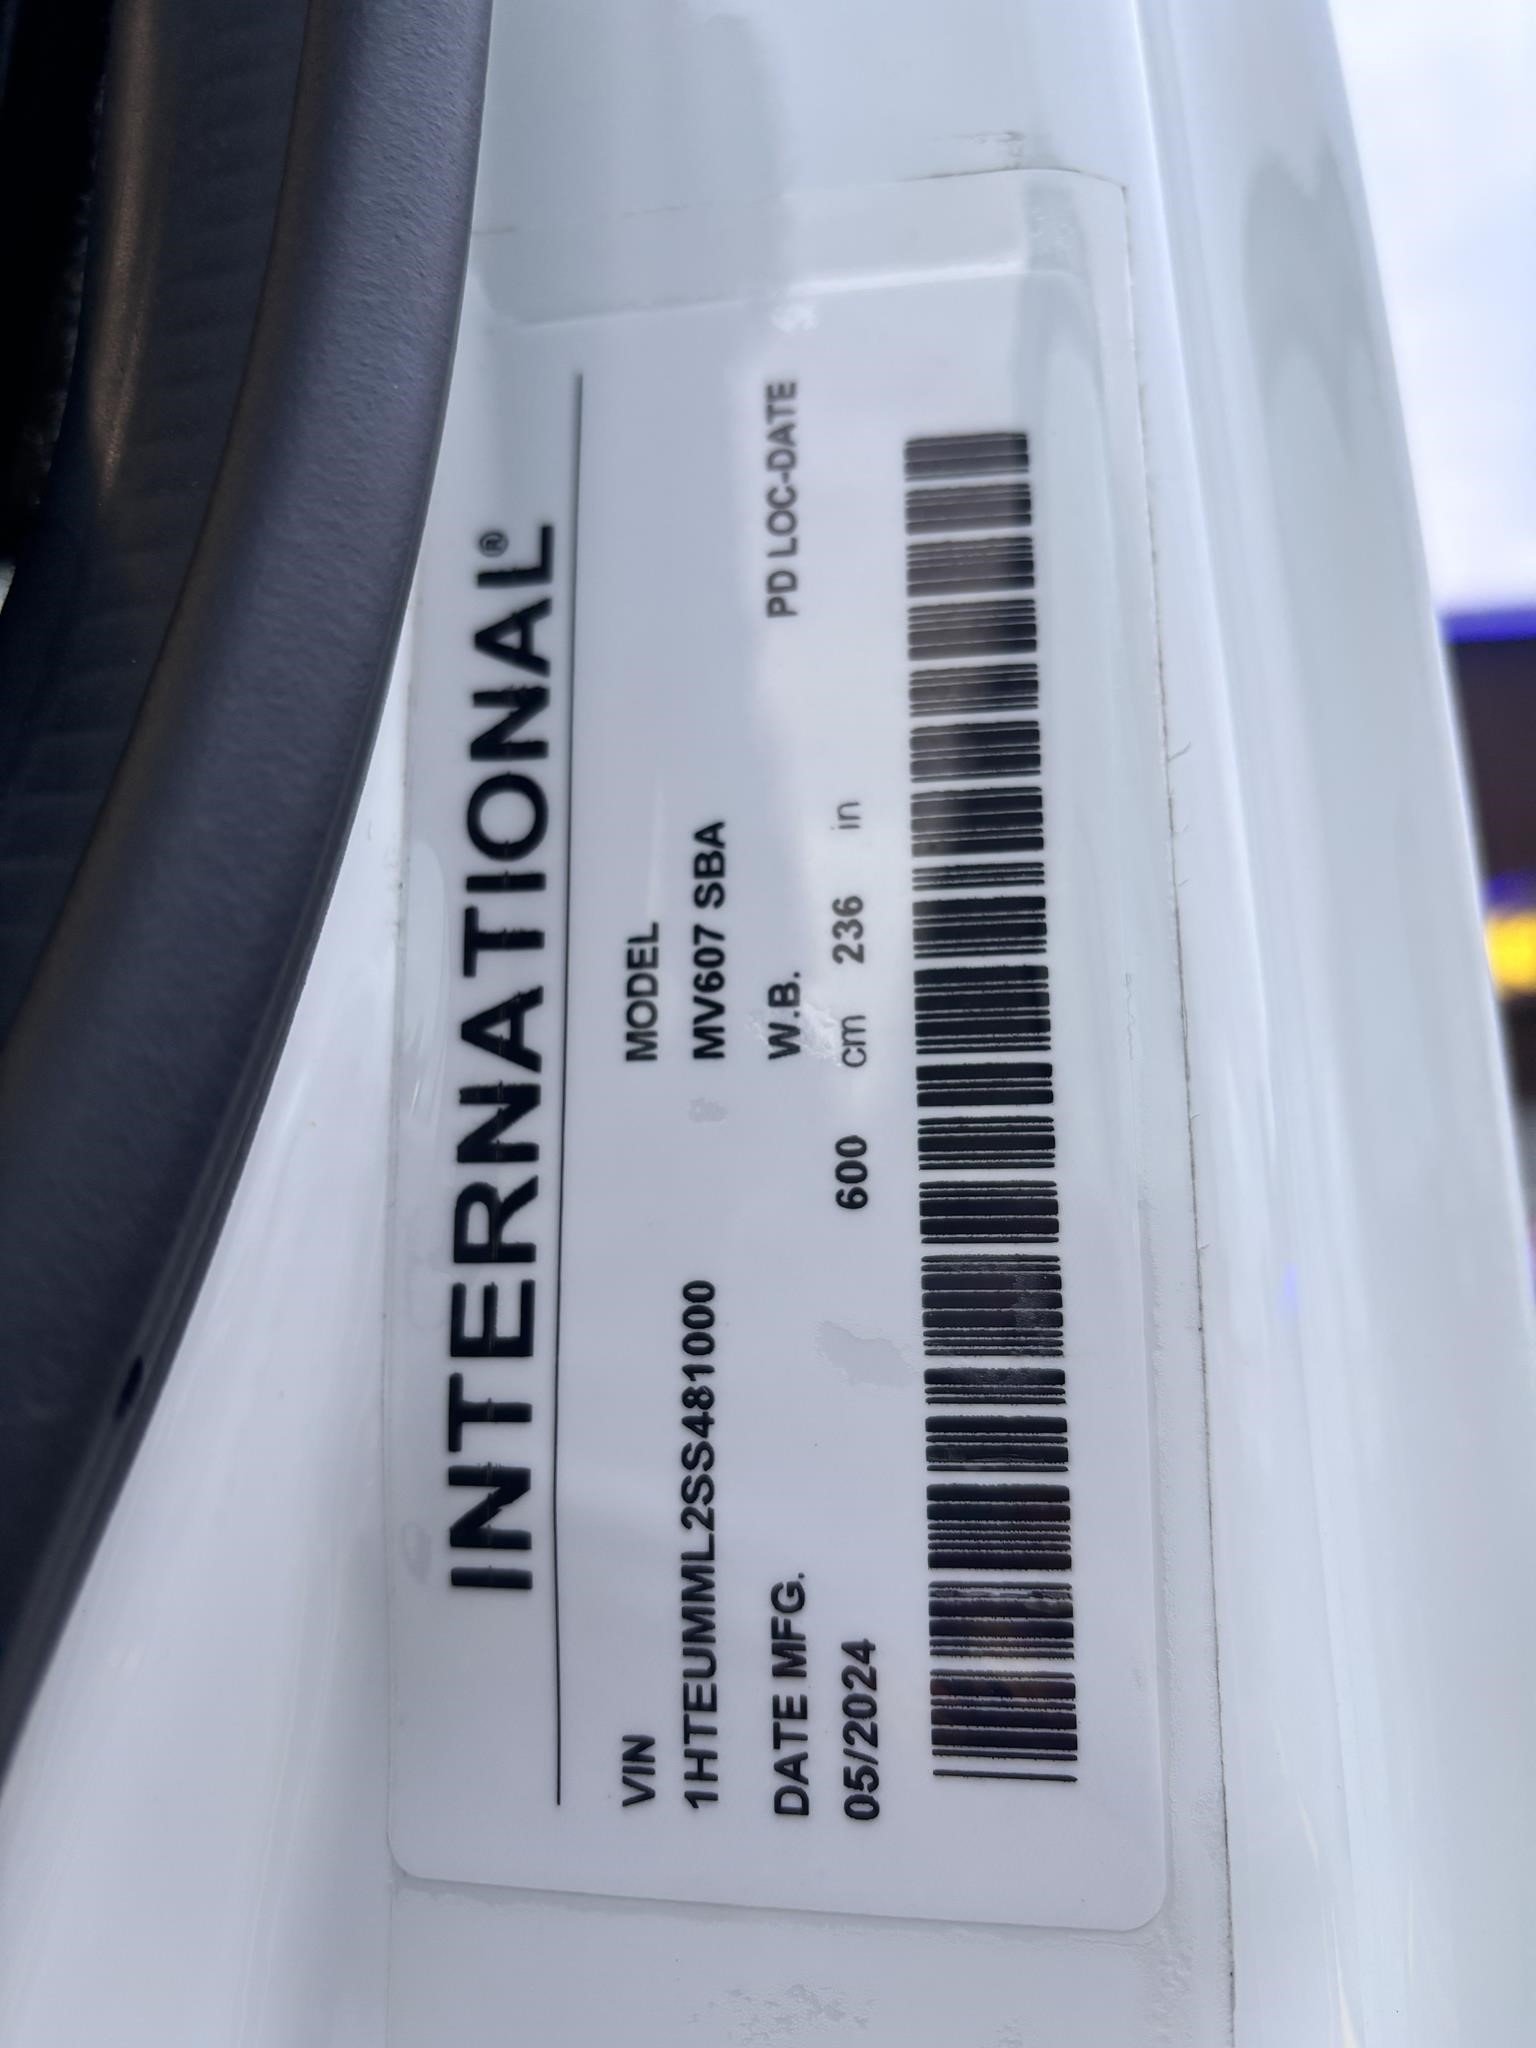 INTERNATIONAL®
VIN MODEL
1HTEUMML2SS481000 MV607 SBA
DATE MFG. W.B. PD LOC-DATE
05/2024 600 cm 236 in